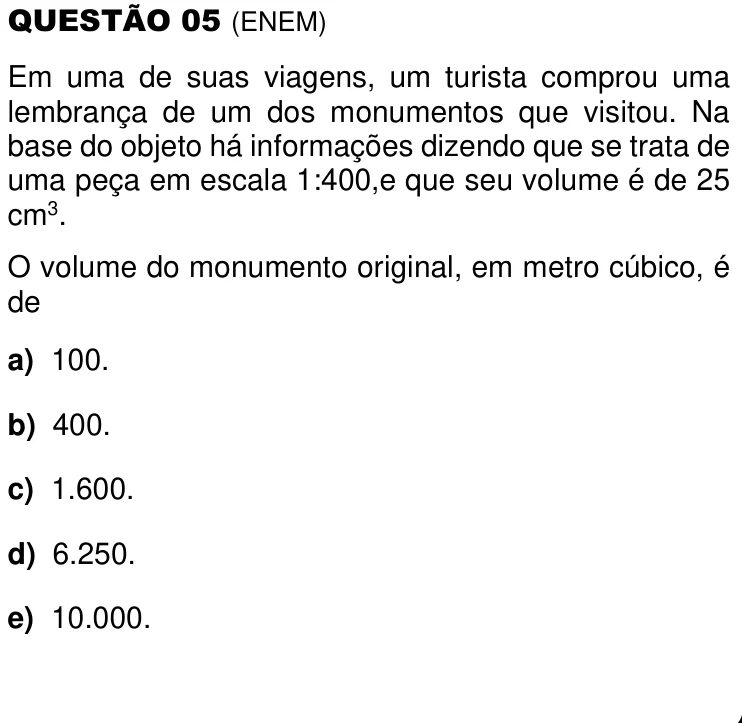 QUESTÃO 05 (ENEM)
Em uma de suas viagens, um turista comprou uma
lembrança de um dos monumentos que visitou. Na
base do objeto há informações dizendo que se trata de
uma peça em escala 1:400,e que seu volume é de 25
cm³.
O volume do monumento original, em metro cúbico, é
de
a) 100.
b) 400.
c) 1.600.
d) 6.250.
e) 10.000.